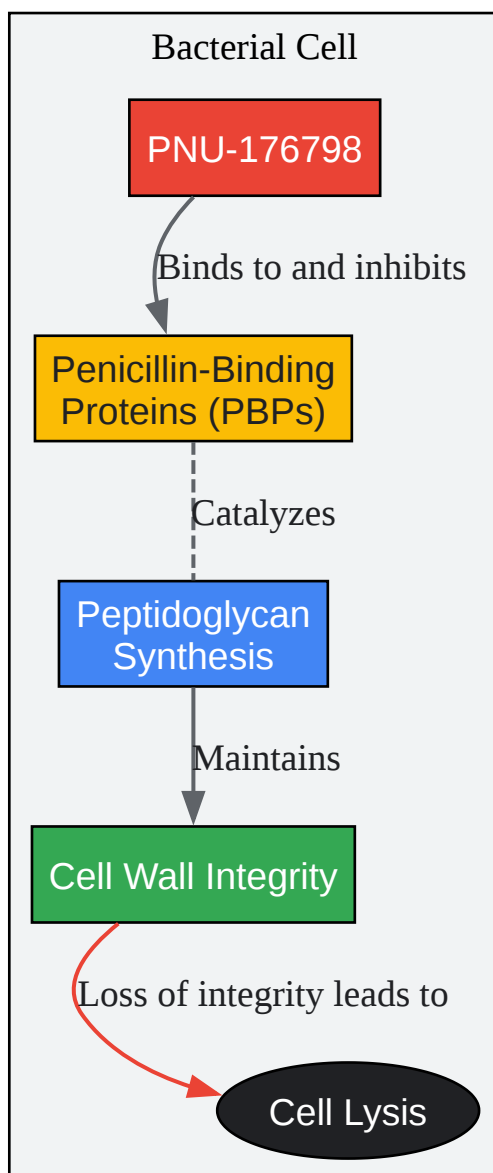 Bacterial Cell
PNU-176798
Binds to and inhibits
Penicillin-Binding
Proteins (PBPs)
Catalyzes
Peptidoglycan
Synthesis
Maintains
Cell Wall Integrity
Loss of integrity leads to
Cell Lysis